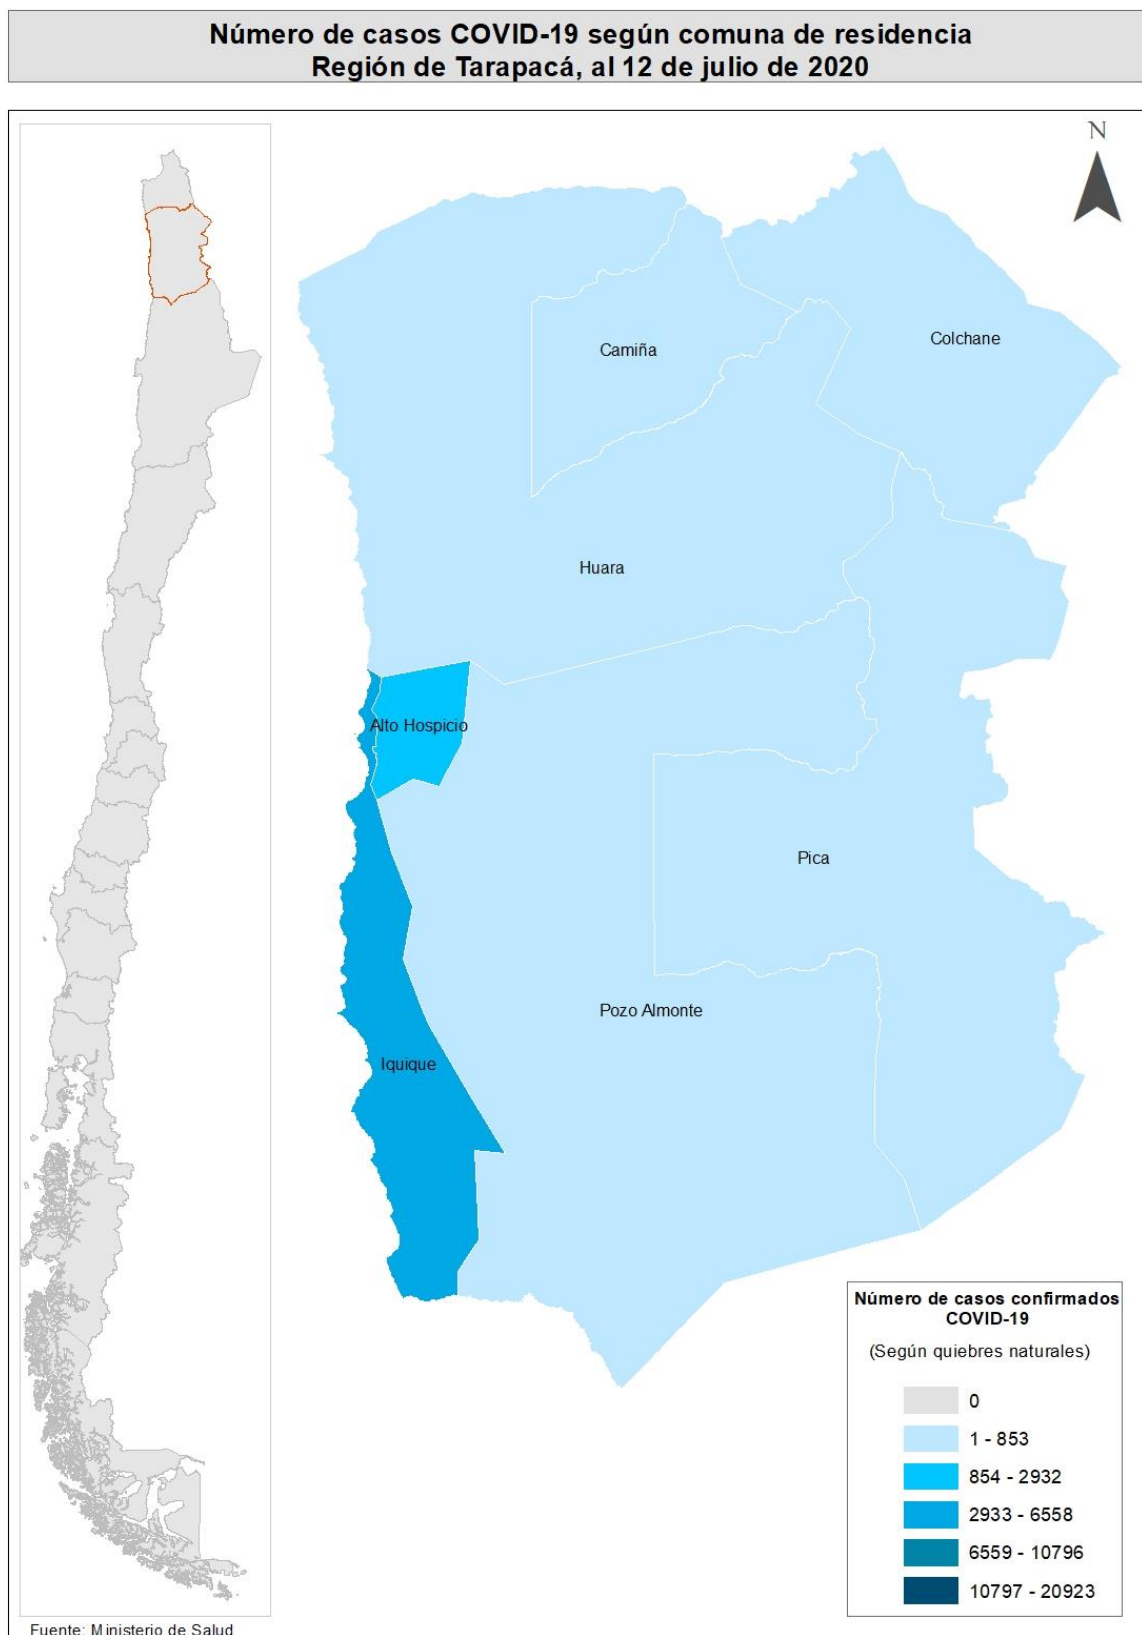 Número de casos COVID-19 según comuna de residencia
Región de Tarapacá, al 12 de julio de 2020
N
Colchane
Camiña
Huara
Alto Hospicio
Pica
Pozo Almonte
Iquique
Número de casos confirmados
COVID-19
(Según quiebres naturales)
0
1 - 853
854 - 2932
2933 - 6558
6559 - 10796
10797 - 20923
Fuente: Ministerio de Salud